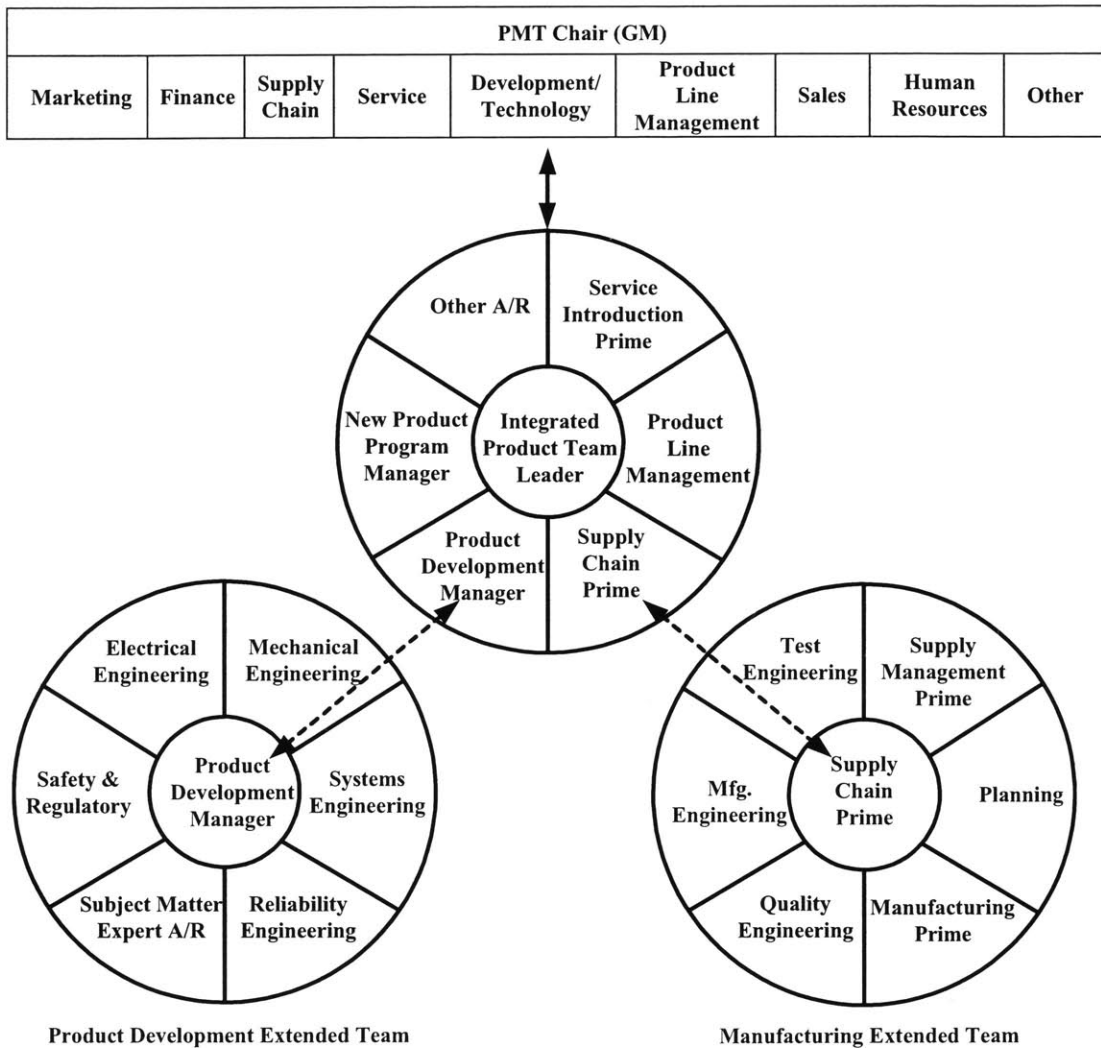 PMT Chair (GM)
Marketing
Finance
Supply
Chain
Service
Development/
Technology
Product
Line
Management
Sales
Human
Resources
Other
Other A/R
Service
Introduction
Prime
New Product
Program
Manager
Integrated
Product Team
Leader
Product
Line
Management
Product
Development
Manager
Supply
Chain
Prime
Electrical
Engineering
Mechanical
Engineering
Safety &
Regulatory
Product
Development
Manager
Systems
Engineering
Subject Matter
Expert A/R
Reliability
Engineering
Test
Engineering
Supply
Management
Prime
Mfg.
Engineering
Supply
Chain
Prime
Planning
Quality
Engineering
Manufacturing
Prime
Product Development Extended Team
Manufacturing Extended Team